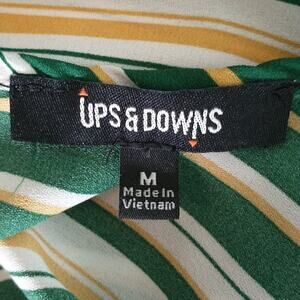 UPS & DOWNS
M
Made in
Vietnam